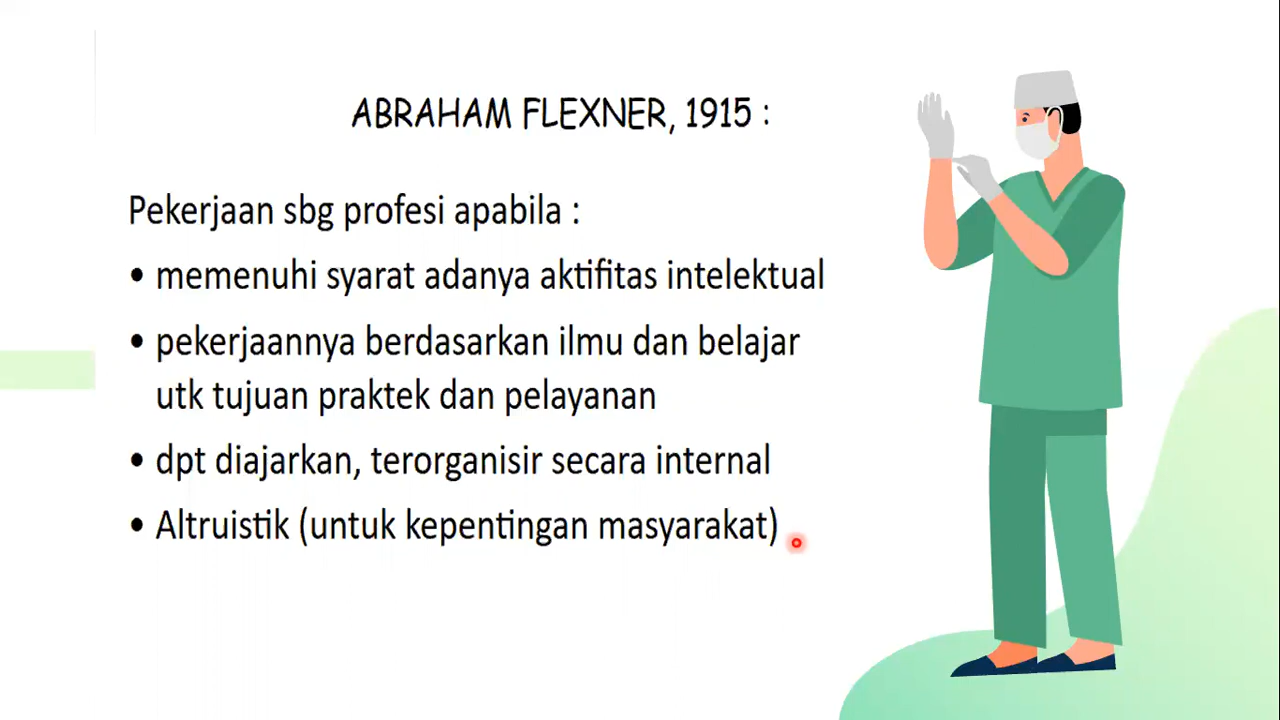 ABRAHAM FLEXNER, 1915 :
Pekerjaan sbg profesi apabila :
• memenuhi syarat adanya aktifitas intelektual
• pekerjaannya berdasarkan ilmu dan belajar
utk tujuan praktek dan pelayanan
• dpt diajarkan, terorganisir secara internal
• Altruistik (untuk kepentingan masyarakat)